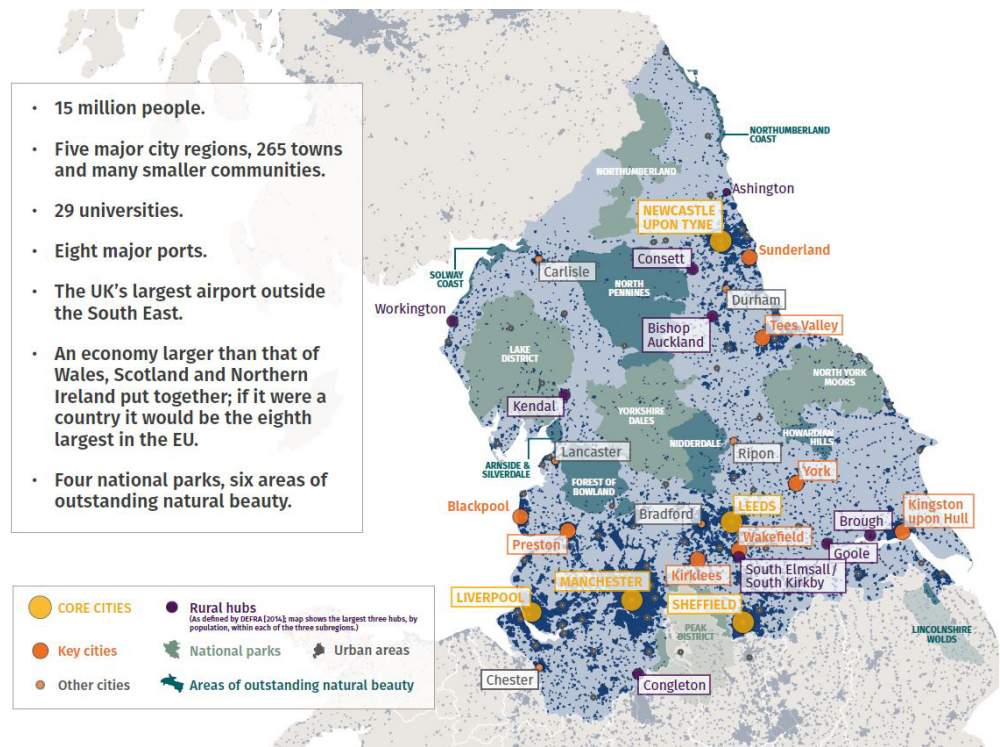 · 15 million people.
· Five major city regions, 265 towns
and many smaller communities.
· 29 universities.
· Eight major ports.
· The UK's largest airport outside
the South East.
· An economy larger than that of
Wales, Scotland and Northern
Ireland put together; if it were a
country it would be the eighth
largest in the EU.
· Four national parks, six areas of
outstanding natural beauty.
NORTHUMBERLAND
COAST
NORTHUMBERLAND
Ashington
NEWCASTLE
UPON TYNE
Sunderland
Consett
Carlisle
SOLWAY
COAST
NORTH
PENNINES
Durham
Workington
Bishop
Auckland
Tees Valley
LAKE
DISTRICT
NORTH YORK
MOORS
Kendal
YORKSHIRE
DALES
NIDDERDALE
HOWARDIAN
HILLS
Lancaster
Ripon
ARNSIDE &
SILVERDALE
FOREST OF
BOWLAND
York
Blackpool
Bradford
LEEDS
Kingston
upon Hull
Brough
Preston
Wakefield
Goole
South Elmsall /
South Kirkby
Kirklees
MANCHESTER
LIVERPOOL
SHEFFIELD
PEAK
DISTRICT
LINCOLNSHIRE
WOLDS
Chester
Congleton
CORE CITIES
Rural hubs
(As defined by DEFRA [2014]; map shows the largest three hubs, by
population, within each of the three subregions.)
Key cities
National parks
Urban areas
Other cities
Areas of outstanding natural beauty